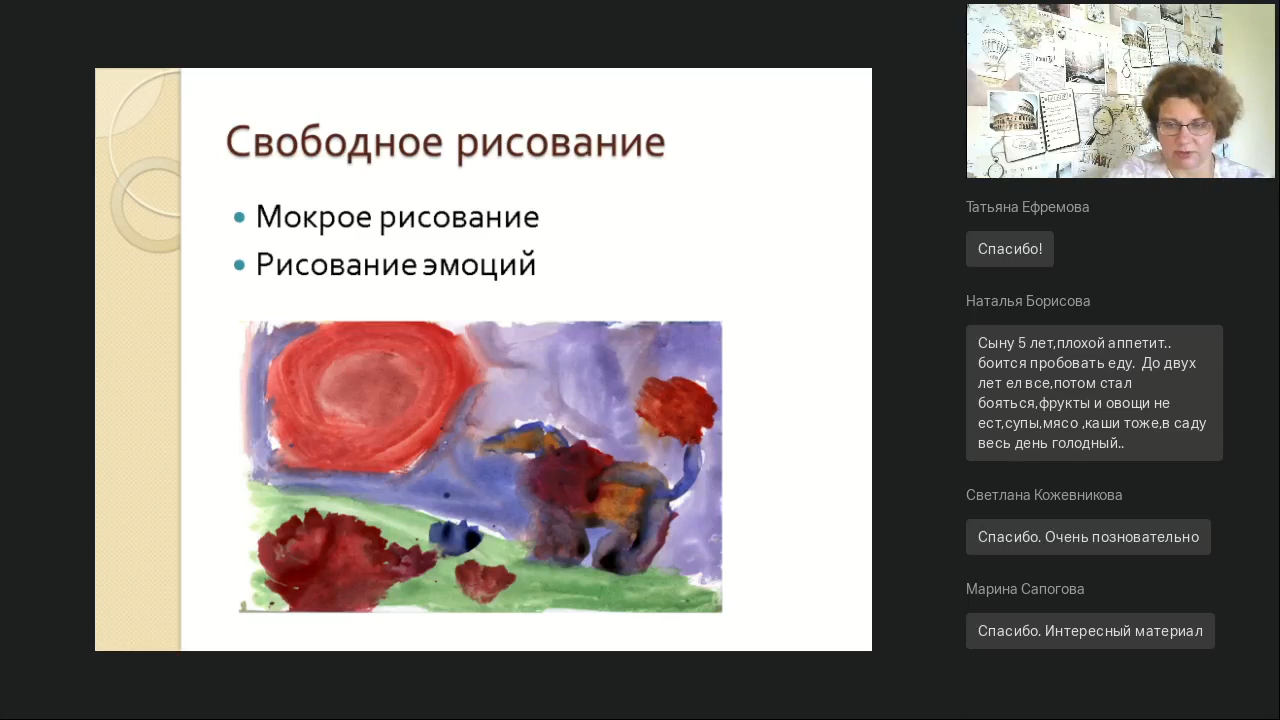 Свободное рисование
Мокрое рисование
Рисование эмоций
Татьяна Ефремова
Спасибо!
Наталья Борисова
Сыну 5 лет,плохой аппетит..
боится пробовать еду.  До двух
лет ел все,потом стал
бояться,фрукты и овощи не
ест,супы,мясо ,каши тоже,в саду
весь день голодный..
Светлана Кожевникова
Спасибо. Очень позновательно
Марина Сапогова
Спасибо. Интересный материал